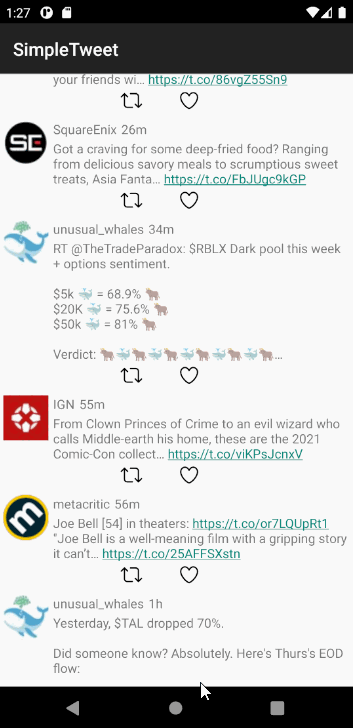 1:27
SimpleTweet
your friends wi... https://t.co/86vgZ55Sn9
SE
SquareEnix 26m
Got a craving for some deep-fried food? Ranging
from delicious savory meals to scrumptious sweet
treats, Asia Fanta... https://t.co/FbJUgc9kGP
unusual_whales 34m
RT @TheTradeParadox: $RBLX Dark pool this week
+ options sentiment.
$5k 🐳 = 68.9% 🐂
$20K 🐳 = 75.6% 🐂
$50k 🐳 = 81% 🐂
Verdict: 🐂🐳🐂🐳🐂🐳🐂🐳🐂🐳🐂...
IGN 55m
From Clown Princes of Crime to an evil wizard who
calls Middle-earth his home, these are the 2021
Comic-Con collect... https://t.co/viKPsJcnxV
metacritic 56m
Joe Bell [54] in theaters: https://t.co/or7LQUpRt1
"Joe Bell is a well-meaning film with a gripping story
it can't... https://t.co/25AFFSXstn
unusual_whales 1h
Yesterday, $TAL dropped 70%.
Did someone know? Absolutely. Here's Thurs's EOD
flow: